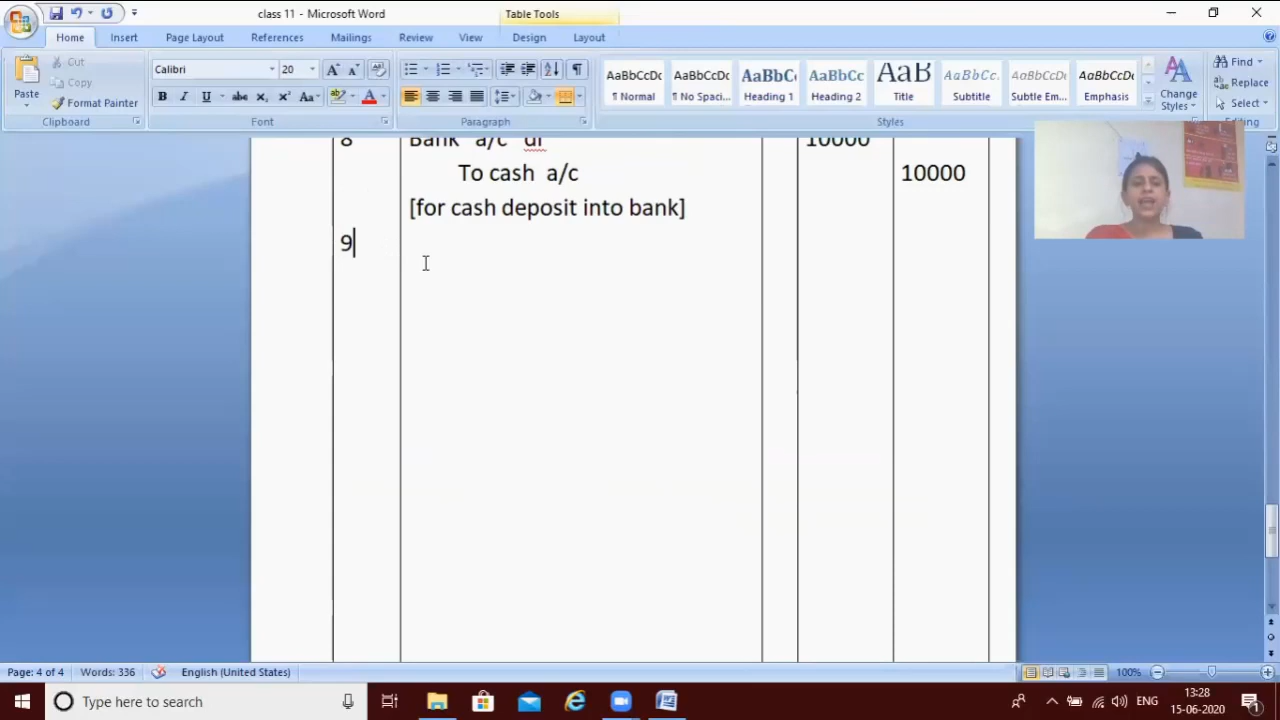 class 11 - Microsoft Word
Table Tools
Home Insert Page Layout References Mailings Review View Design Layout
Paste
Cut
Copy
Format Painter
Clipboard
Calibri 20
Font
Paragraph
AaBbCcDc AaBbCcDc AaBbC AaBbCc AaB AaBbCc. AaBbCcDc AaBbCcDc
¶ Normal ¶ No Spaci... Heading 1 Heading 2 Title Subtitle Subtle Em... Emphasis
Change Styles
Styles
Find
Replace
Select
Editing
8 Bank a/c dr 10000
To cash a/c 10000
[for cash deposit into bank]
9
Page: 4 of 4 Words: 336 English (United States) 100%
Type here to search
ENG
13:28
15-06-2020